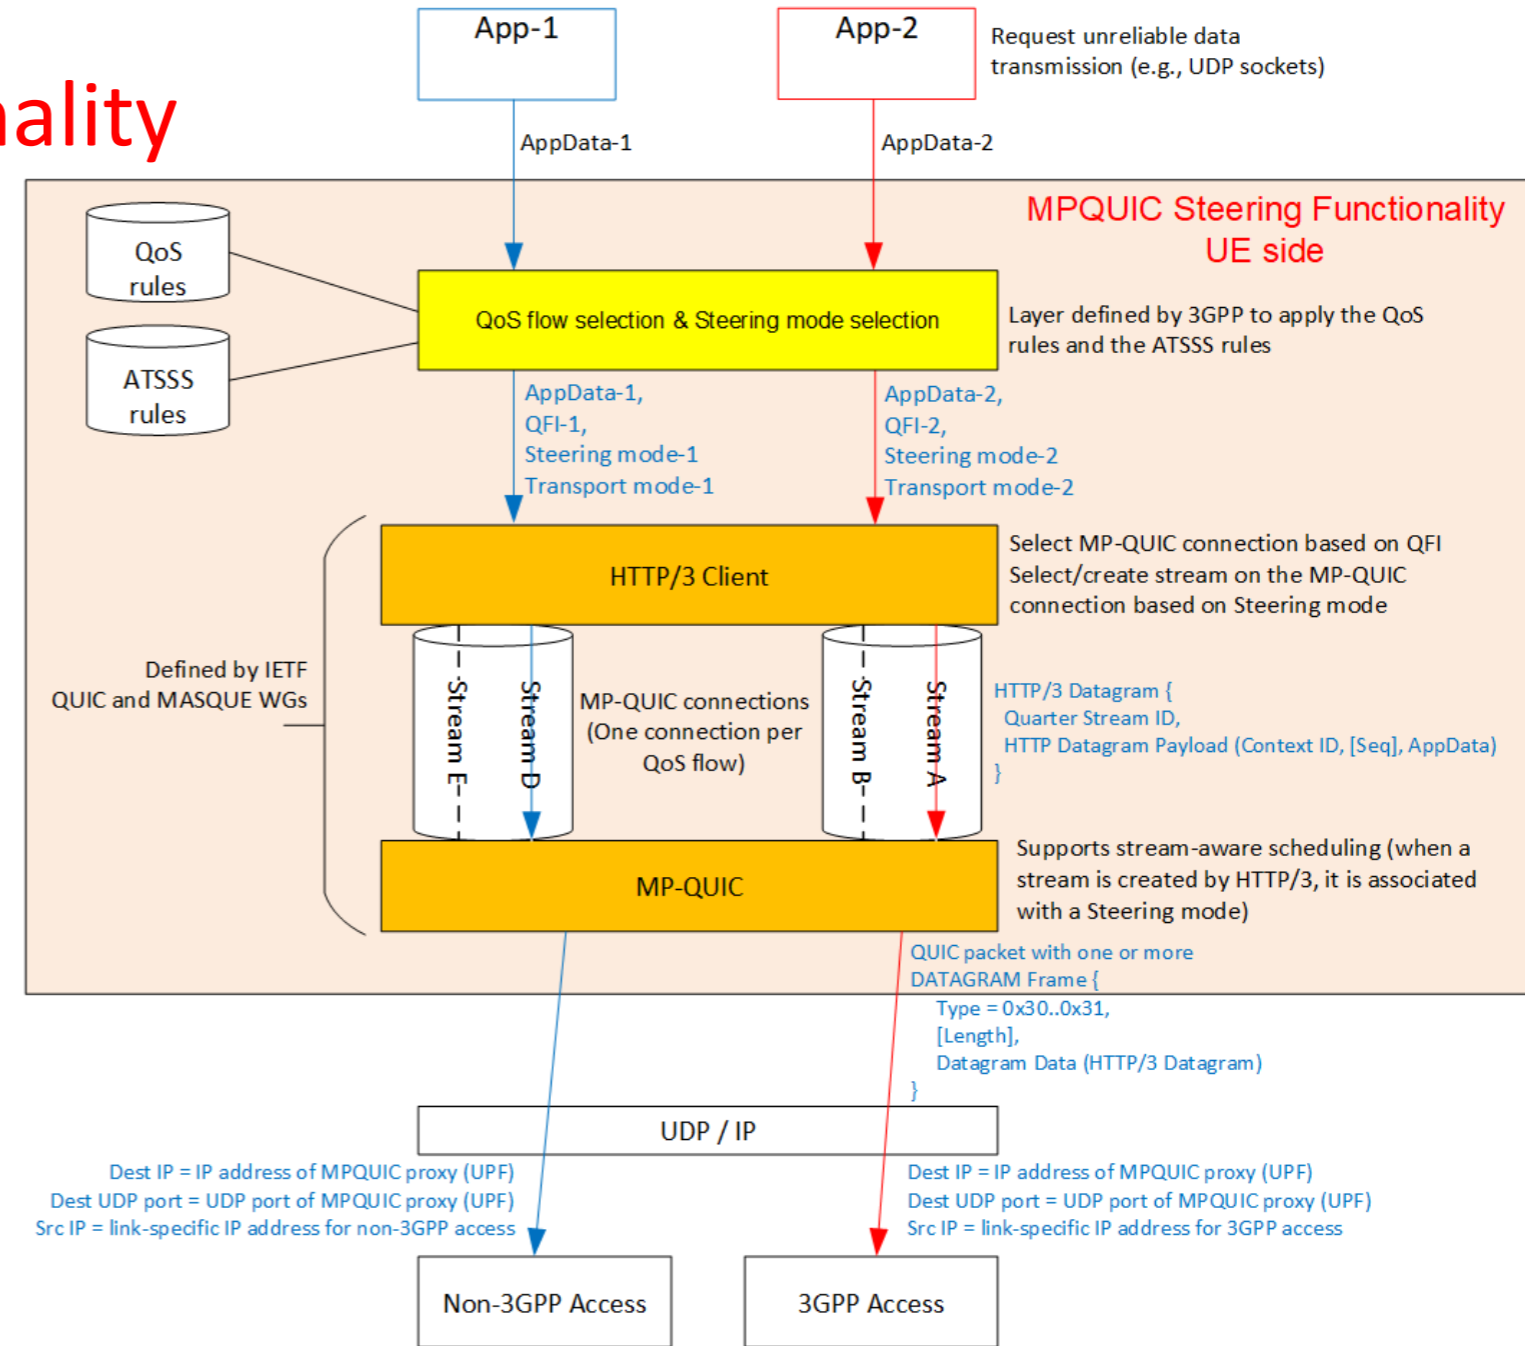 nality
App-1
App-2
Request unreliable data
transmission (e.g., UDP sockets)
AppData-1
AppData-2
MPQUIC Steering Functionality
UE side
QoS
rules
ATSSS
rules
QoS flow selection & Steering mode selection
Layer defined by 3GPP to apply the QoS
rules and the ATSSS rules
AppData-1,
QFI-1,
Steering mode-1
Transport mode-1
AppData-2,
QFI-2,
Steering mode-2
Transport mode-2
HTTP/3 Client
Select MP-QUIC connection based on QFI
Select/create stream on the MP-QUIC
connection based on Steering mode
Defined by IETF
QUIC and MASQUE WGs
Stream E
Stream D
MP-QUIC connections
(One connection per
QoS flow)
Stream B
Stream A
HTTP/3 Datagram {
Quarter Stream ID,
HTTP Datagram Payload (Context ID, [Seq], AppData)
}
MP-QUIC
Supports stream-aware scheduling (when a
stream is created by HTTP/3, it is associated
with a Steering mode)
QUIC packet with one or more
DATAGRAM Frame {
Type = 0x30..0x31,
[Length],
Datagram Data (HTTP/3 Datagram)
}
UDP / IP
Dest IP = IP address of MPQUIC proxy (UPF)
Dest UDP port = UDP port of MPQUIC proxy (UPF)
Src IP = link-specific IP address for non-3GPP access
Dest IP = IP address of MPQUIC proxy (UPF)
Dest UDP port = UDP port of MPQUIC proxy (UPF)
Src IP = link-specific IP address for 3GPP access
Non-3GPP Access
3GPP Access